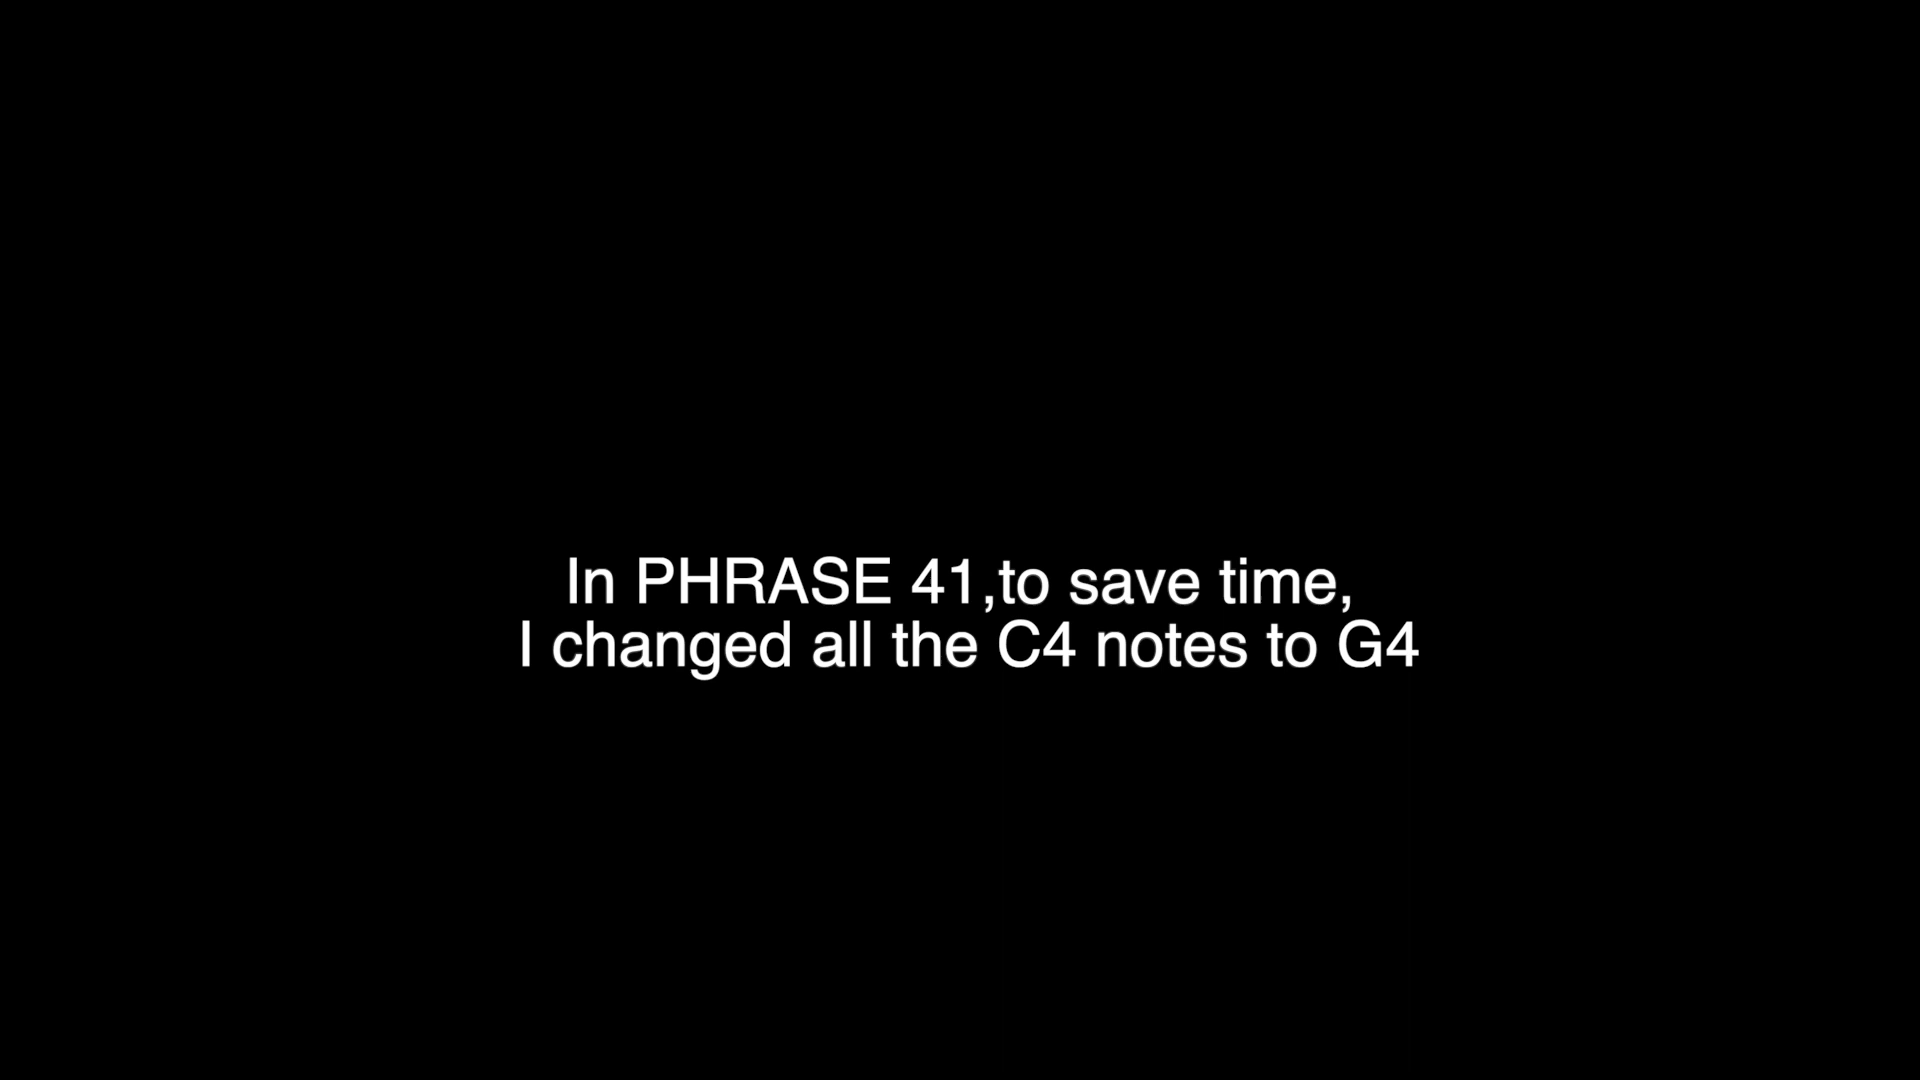 In PHRASE 41,to save time,
I changed all the C4 notes to G4